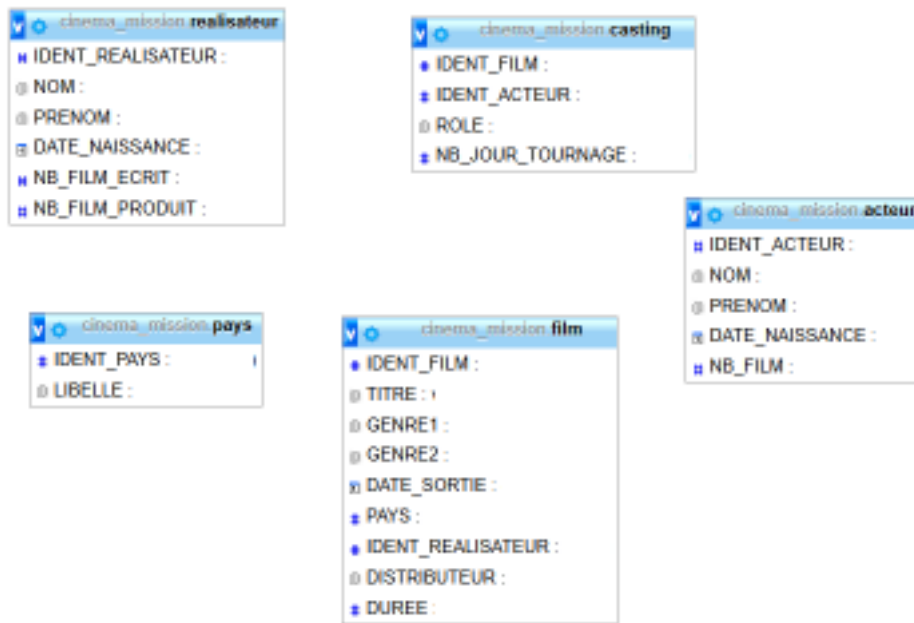 cinema_mission realisateur
IDENT_REALISATEUR :
NOM :
PRENOM :
DATE_NAISSANCE :
NB_FILM_ECRIT :
NB_FILM_PRODUIT :
cinema_mission casting
IDENT_FILM :
IDENT_ACTEUR :
ROLE :
NB_JOUR_TOURNAGE :
cinema_mission acteur
IDENT_ACTEUR :
NOM :
PRENOM :
DATE_NAISSANCE :
NB_FILM :
cinema_mission pays
IDENT_PAYS :
LIBELLE :
cinema_mission film
IDENT_FILM :
TITRE :
GENRE1 :
GENRE2 :
DATE_SORTIE :
PAYS :
IDENT_REALISATEUR :
DISTRIBUTEUR :
DUREE :